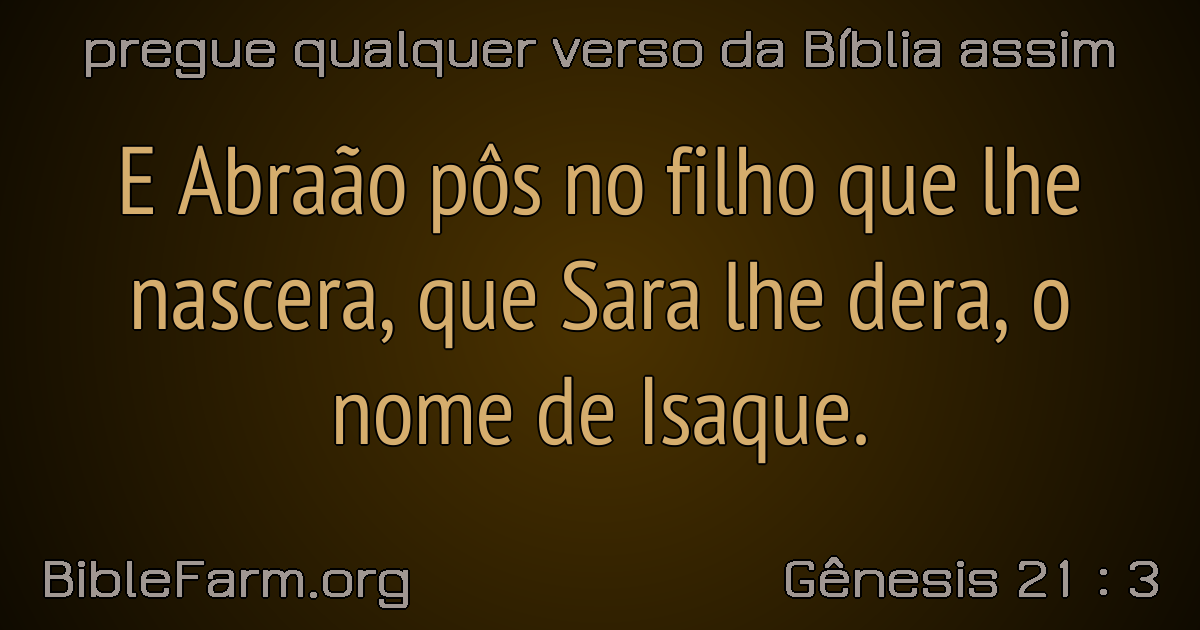 pregue qualquer verso da Bíblia assim
E Abraão pôs no filho que lhe
nascera, que Sara lhe dera, o
nome de Isaque.
BibleFarm.org
Gênesis 21 : 3